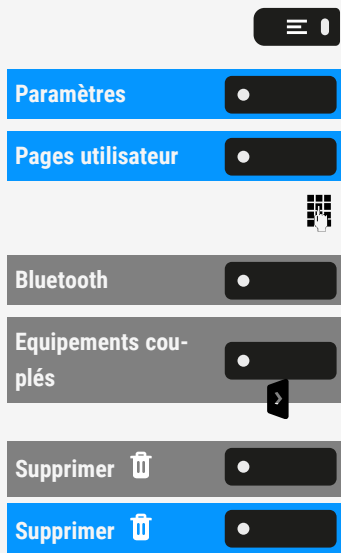 Paramètres
Pages utilisateur
Bluetooth
Equipements cou-
plés
Supprimer
Supprimer